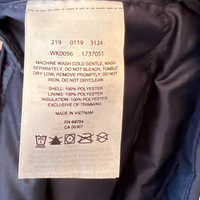 219 0119 3124
WK0096 1737051
MACHINE WASH COLD GENTLE, WASH
SEPARATELY, DO NOT BLEACH, TUMBLE
DRY LOW, REMOVE PROMPTLY, DO NOT
IRON, DO NOT DRYCLEAN
SHELL: 100% POLYESTER
LINING: 100% POLYESTER
INSULATION: 100% POLYESTER
EXCLUSIVE OF TRIMMING
MADE IN VIETNAM
RN 69724
CA 05367